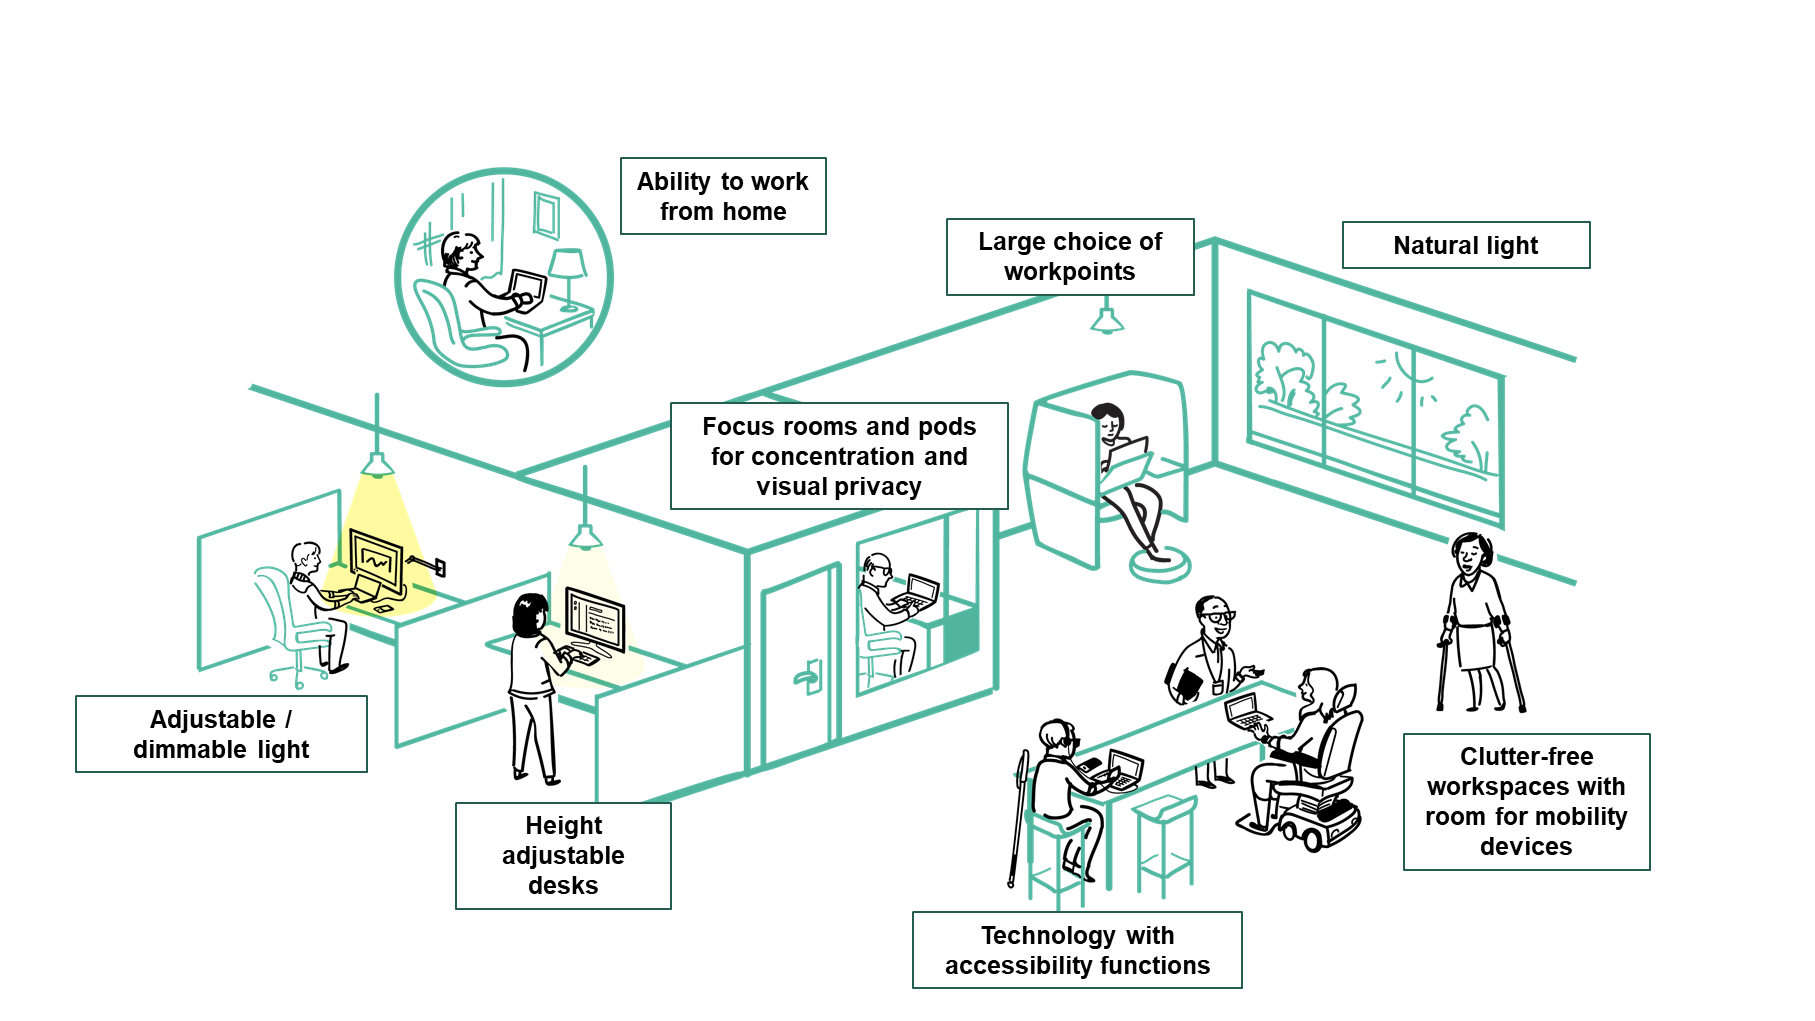 Ability to work
from home
Large choice of
workpoints
Natural light
Focus rooms and pods
for concentration and
visual privacy
Adjustable /
dimmable light
Height
adjustable
desks
Clutter-free
workspaces with
room for mobility
devices
Technology with
accessibility functions